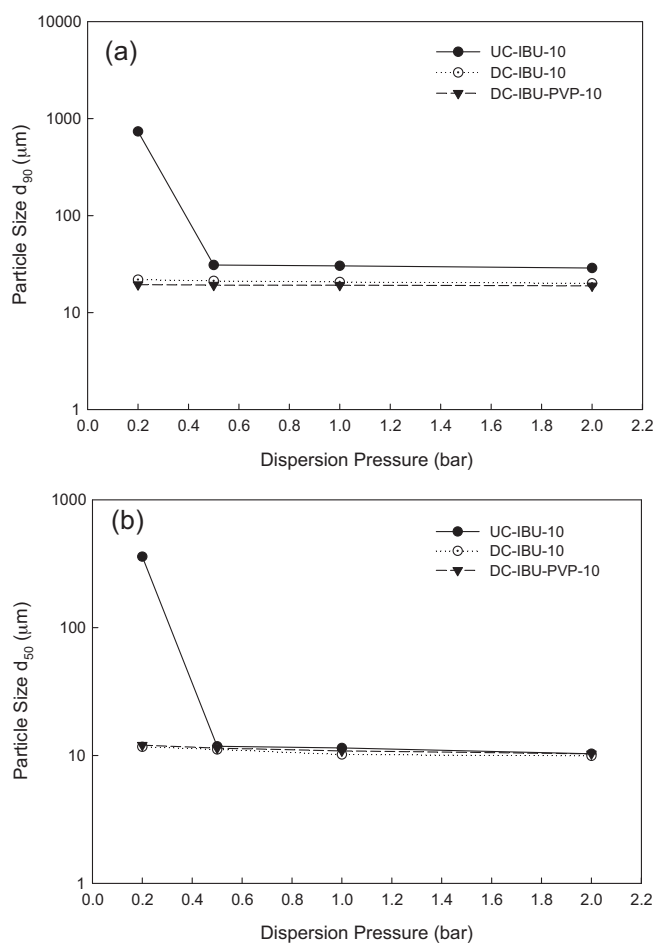 (a)
UC-IBU-10
DC-IBU-10
DC-IBU-PVP-10
10000
1000
100
10
1
Particle Size d90 (μm)
0.0 0.2 0.4 0.6 0.8 1.0 1.2 1.4 1.6 1.8 2.0 2.2
Dispersion Pressure (bar)
(b)
UC-IBU-10
DC-IBU-10
DC-IBU-PVP-10
1000
100
10
1
Particle Size d50 (μm)
0.0 0.2 0.4 0.6 0.8 1.0 1.2 1.4 1.6 1.8 2.0 2.2
Dispersion Pressure (bar)